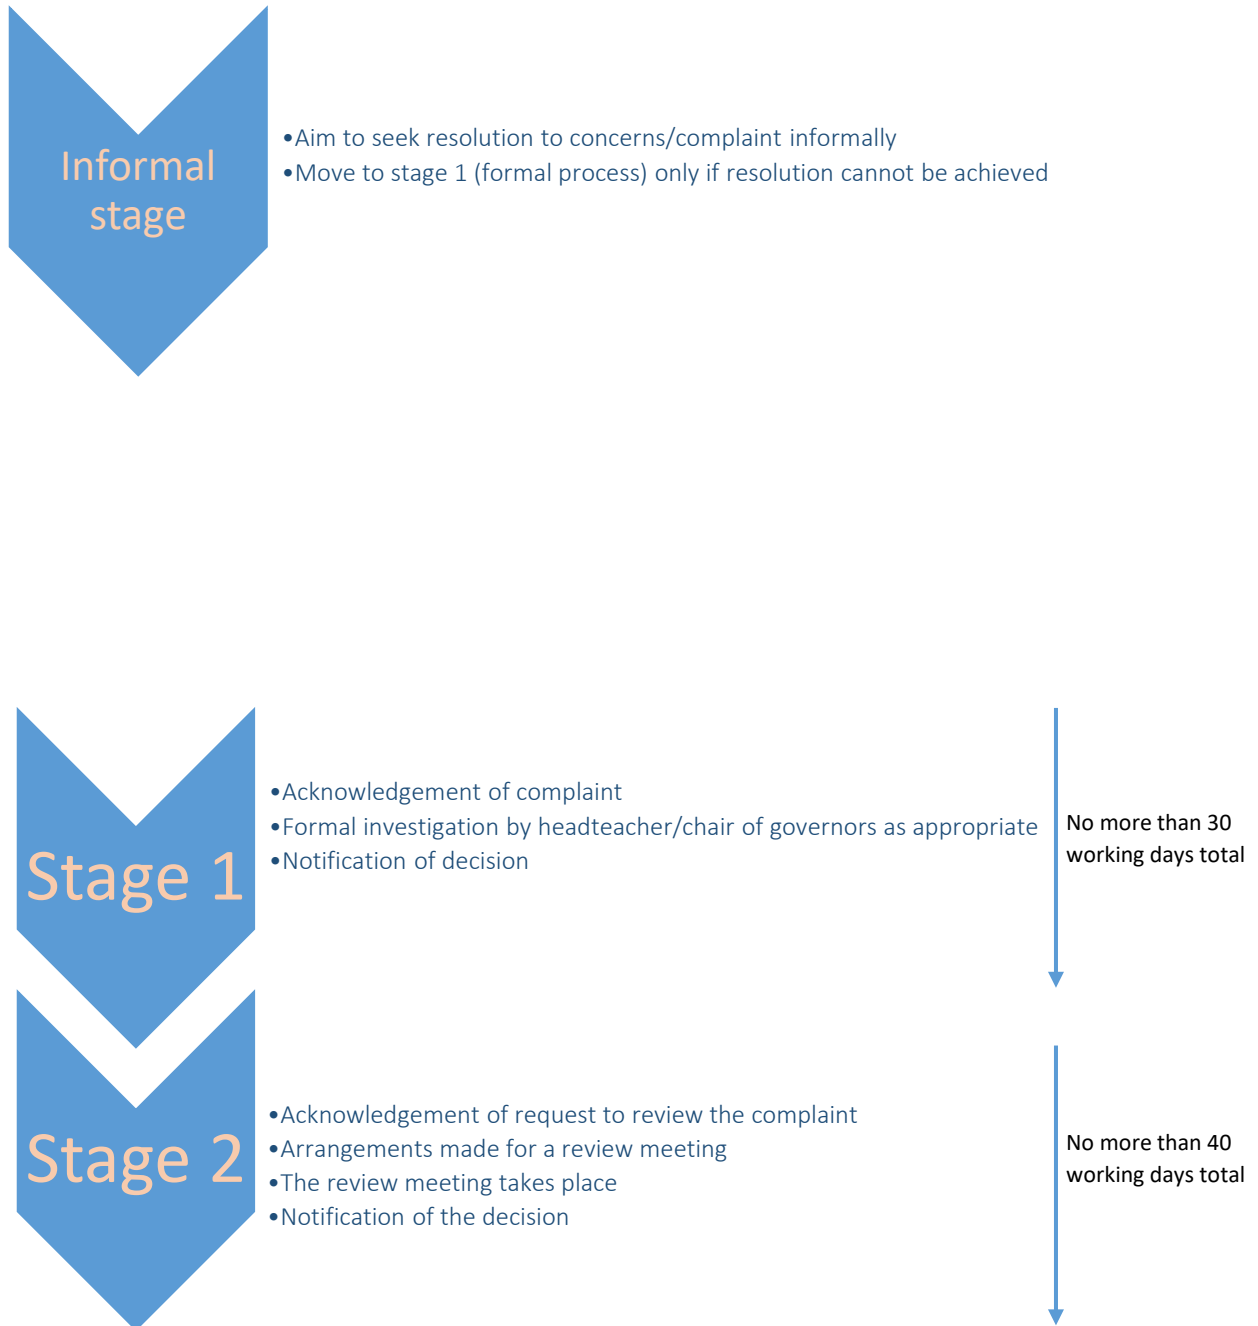 Informal
stage
•Aim to seek resolution to concerns/complaint informally
•Move to stage 1 (formal process) only if resolution cannot be achieved
Stage 1
•Acknowledgement of complaint
•Formal investigation by headteacher/chair of governors as appropriate
•Notification of decision
No more than 30
working days total
Stage 2
•Acknowledgement of request to review the complaint
•Arrangements made for a review meeting
•The review meeting takes place
•Notification of the decision
No more than 40
working days total